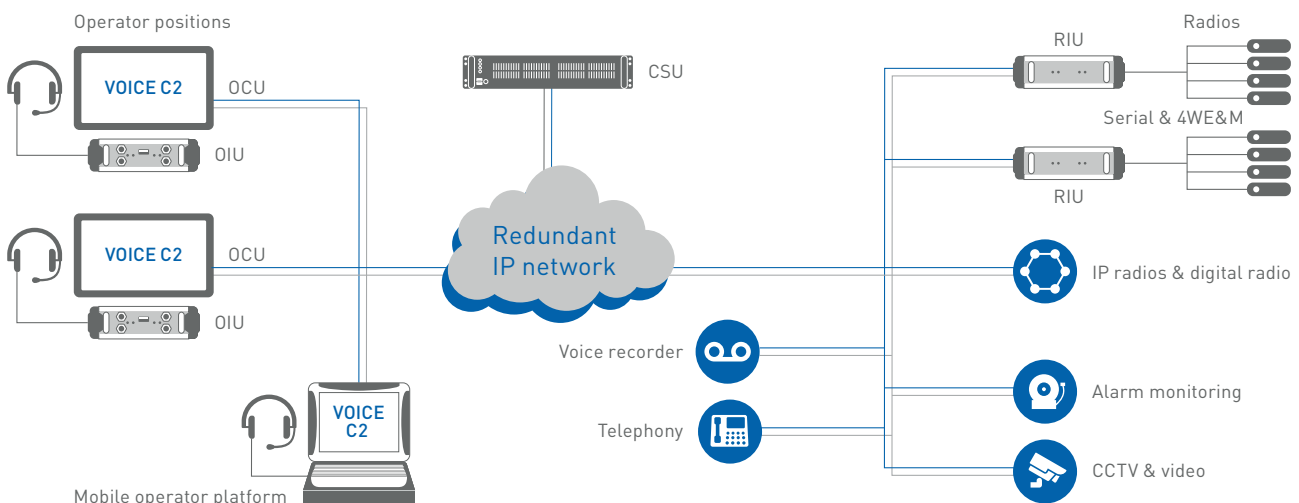 Operator positions
VOICE C2
OCU
OIU
VOICE C2
OCU
OIU
VOICE
C2
Mobile operator platform
CSU
Redundant
IP network
Voice recorder
Telephony
RIU
Radios
Serial & 4WE&M
RIU
IP radios & digital radio
Alarm monitoring
CCTV & video